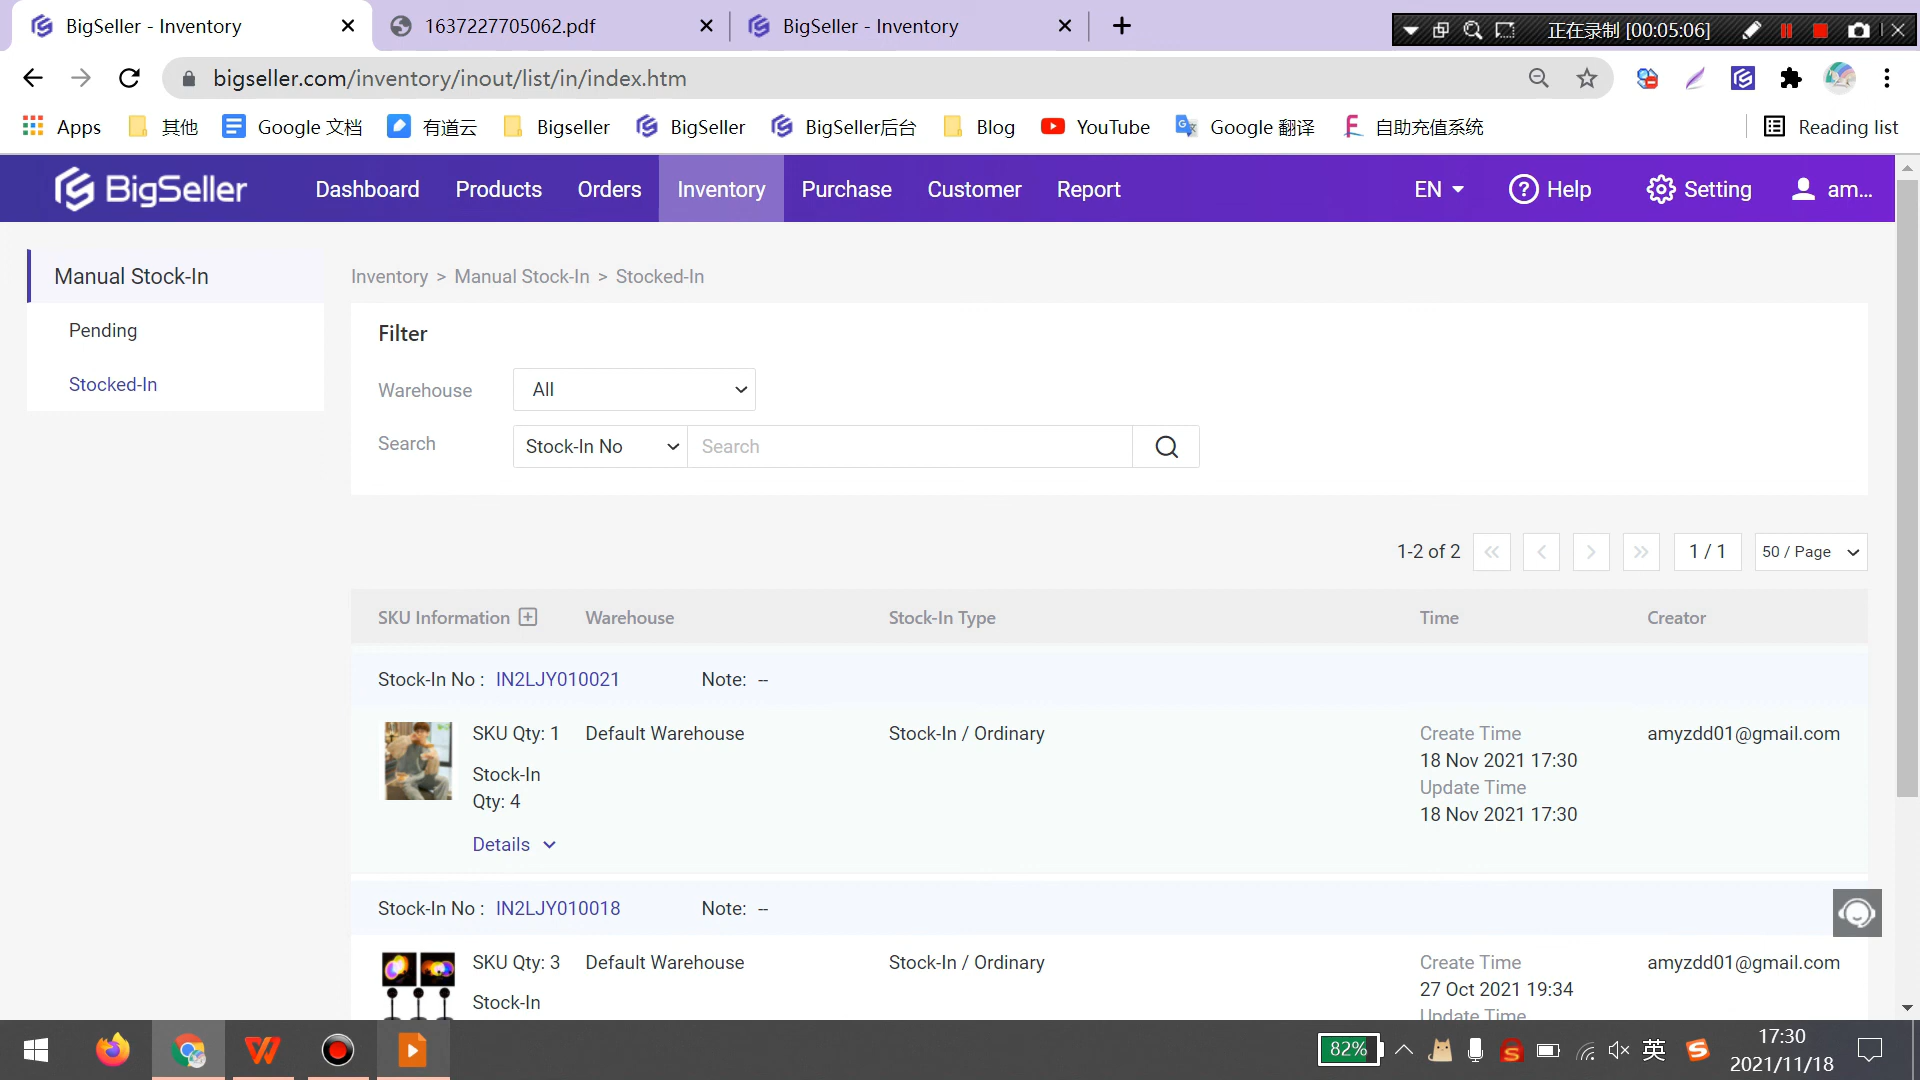 BigSeller - Inventory
1637227705062.pdf
BigSeller - Inventory
正在录制 [00:05:06]
bigseller.com/inventory/inout/list/in/index.htm
Apps
其他
Google 文档
有道云
Bigseller
BigSeller
BigSeller后台
Blog
YouTube
Google 翻译
自助充值系统
Reading list
BigSeller
Dashboard
Products
Orders
Inventory
Purchase
Customer
Report
EN
Help
Setting
am...
Manual Stock-In
Pending
Stocked-In
Inventory > Manual Stock-In > Stocked-In
Filter
Warehouse
All
Search
Stock-In No
Search
1-2 of 2
1 / 1
50 / Page
SKU Information
Warehouse
Stock-In Type
Time
Creator
Stock-In No : IN2LJY010021
Note: --
SKU Qty: 1
Stock-In
Qty: 4
Details
Default Warehouse
Stock-In / Ordinary
Create Time
18 Nov 2021 17:30
Update Time
18 Nov 2021 17:30
amyzdd01@gmail.com
Stock-In No : IN2LJY010018
Note: --
SKU Qty: 3
Stock-In
Default Warehouse
Stock-In / Ordinary
Create Time
27 Oct 2021 19:34
Update Time
amyzdd01@gmail.com
82%
英
17:30
2021/11/18